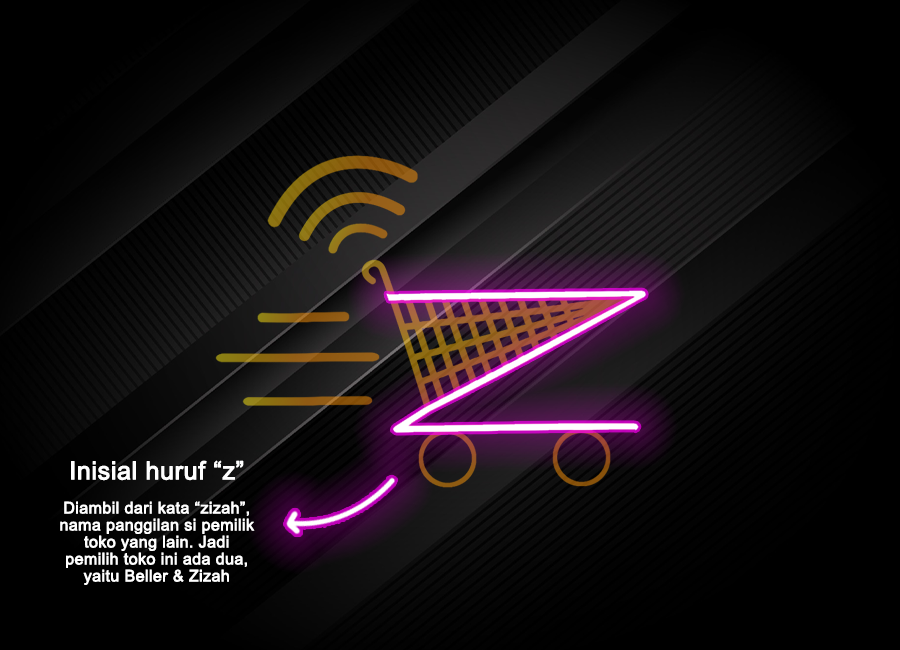 Inisial huruf “z”
Diambil dari kata “zizah”,
nama panggilan si pemilik
toko yang lain. Jadi
pemilih toko ini ada dua,
yaitu Beller & Zizah